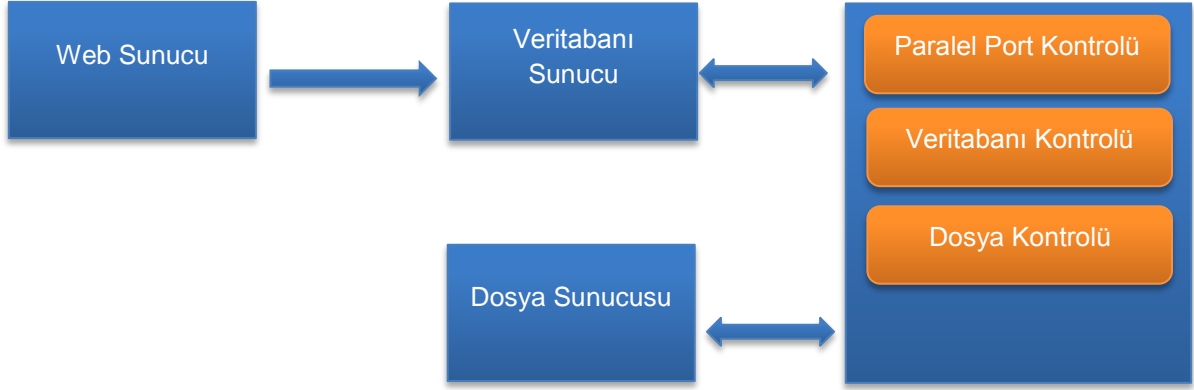 Web Sunucu
Veritabanı
Sunucu
Paralel Port Kontrolü
Veritabanı Kontrolü
Dosya Kontrolü
Dosya Sunucusu